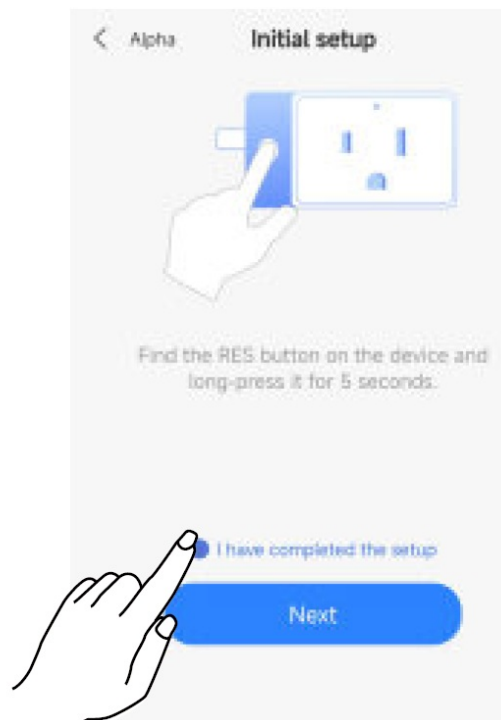 Alpha Initial setup
Find the RES button on the device and
long-press it for 5 seconds.
I have completed the setup
Next